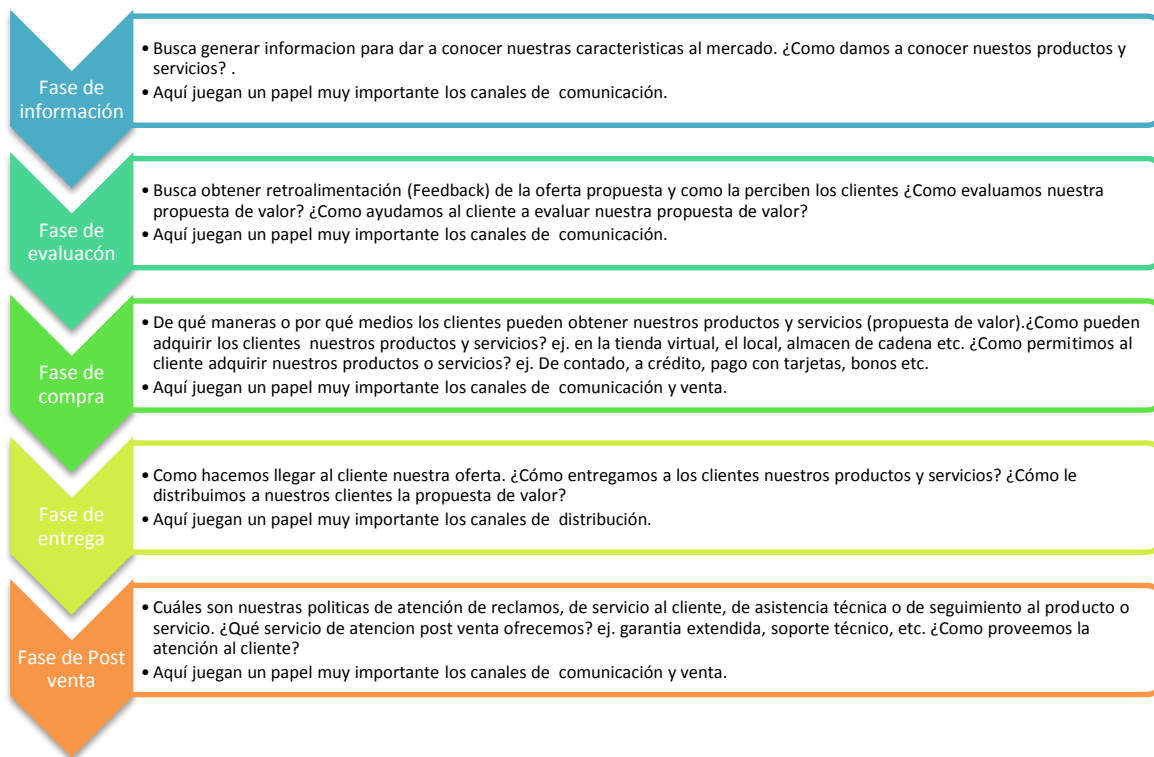 Fase de
información
• Busca generar informacion para dar a conocer nuestras caracteristicas al mercado. ¿Como damos a conocer nuestos productos y
servicios? .
• Aquí juegan un papel muy importante los canales de  comunicación.
Fase de
evaluacón
• Busca obtener retroalimentación (Feedback) de la oferta propuesta y como la perciben los clientes ¿Como evaluamos nuestra
propuesta de valor? ¿Como ayudamos al cliente a evaluar nuestra propuesta de valor?
• Aquí juegan un papel muy importante los canales de  comunicación.
Fase de
compra
• De qué maneras o por qué medios los clientes pueden obtener nuestros productos y servicios (propuesta de valor).¿Como pueden
adquirir los clientes  nuestros productos y servicios? ej. en la tienda virtual, el local, almacen de cadena etc. ¿Como permitimos al
cliente adquirir nuestros productos o servicios? ej. De contado, a crédito, pago con tarjetas, bonos etc.
• Aquí juegan un papel muy importante los canales de  comunicación y venta.
Fase de
entrega
• Como hacemos llegar al cliente nuestra oferta. ¿Cómo entregamos a los clientes nuestros productos y servicios? ¿Cómo le
distribuimos a nuestros clientes la propuesta de valor?
• Aquí juegan un papel muy importante los canales de  distribución.
Fase de Post
venta
• Cuáles son nuestras politicas de atención de reclamos, de servicio al cliente, de asistencia técnica o de seguimiento al producto o
servicio. ¿Qué servicio de atencion post venta ofrecemos? ej. garantia extendida, soporte técnico, etc. ¿Como proveemos la
atención al cliente?
• Aquí juegan un papel muy importante los canales de  comunicación y venta.